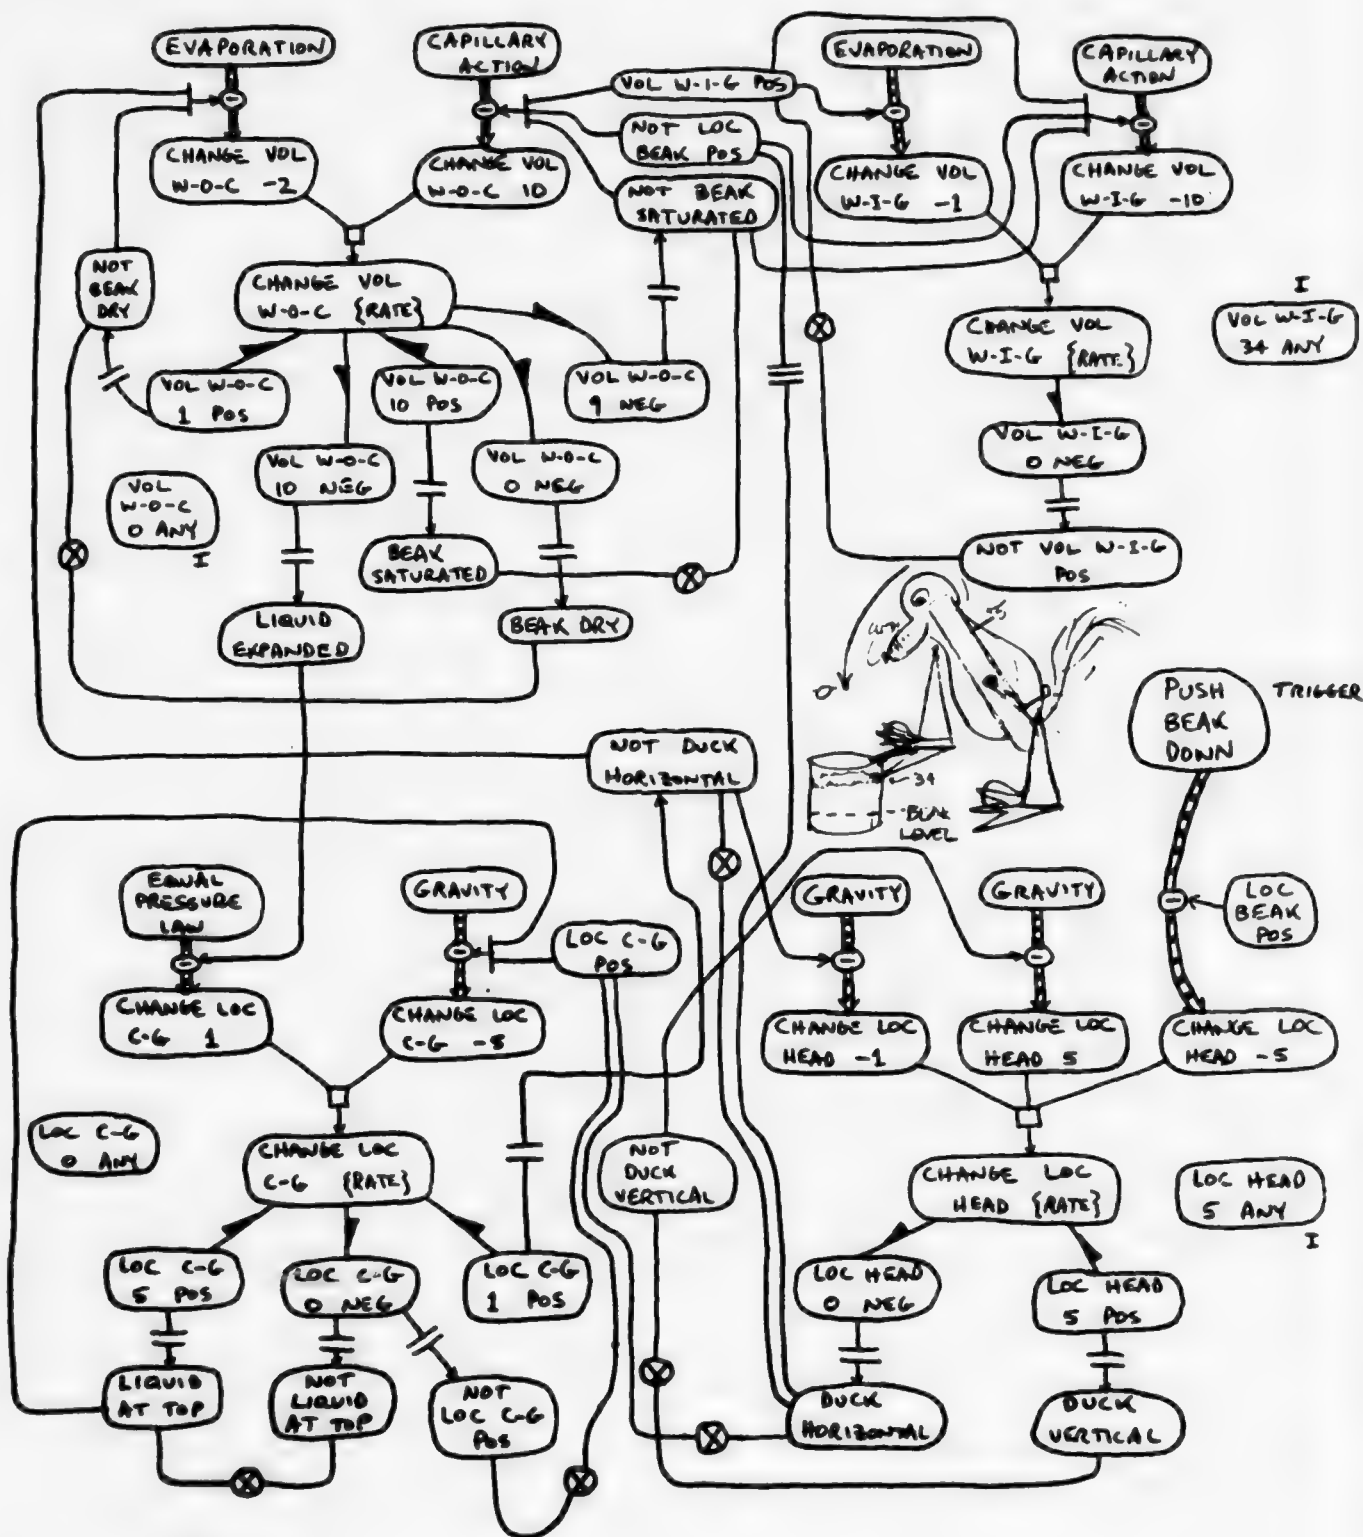 EVAPORATION
CAPILLARY
ACTION
VOL W-I-G POS
EVAPORATION
CAPILLARY
ACTION
NOT LOC
BEAK POS
CHANGE VOL
W-O-C -2
CHANGE VOL
W-O-C 10
NOT BEAK
SATURATED
CHANGE VOL
W-I-G -1
CHANGE VOL
W-I-G -10
NOT
BEAK
DRY
CHANGE VOL
W-O-C {RATE}
CHANGE VOL
W-I-G {RATE}
I
VOL W-I-G
34 ANY
VOL W-O-C
1 POS
VOL W-O-C
10 POS
VOL W-O-C
9 NEG
VOL W-O-C
10 NEG
VOL W-O-C
0 NEG
VOL W-I-G
0 NEG
VOL
W-O-C
0 ANY
I
BEAK
SATURATED
NOT VOL W-I-G
POS
LIQUID
EXPANDED
BEAK DRY
PUSH
BEAK
DOWN
TRIGGER
NOT DUCK
HORIZONTAL
34
BEAK
LEVEL
EQUAL
PRESSURE
LAW
GRAVITY
LOC C-G
POS
GRAVITY
GRAVITY
LOC
BEAK
POS
CHANGE LOC
C-G 1
CHANGE LOC
C-G -8
CHANGE LOC
HEAD -1
CHANGE LOC
HEAD 5
CHANGE LOC
HEAD -5
LOC C-G
0 ANY
CHANGE LOC
C-G {RATE}
NOT
DUCK
VERTICAL
CHANGE LOC
HEAD {RATE}
LOC HEAD
5 ANY
I
LOC C-G
5 POS
LOC C-G
0 NEG
LOC C-G
1 POS
LOC HEAD
0 NEG
LOC HEAD
5 POS
LIQUID
AT TOP
NOT
LIQUID
AT TOP
NOT
LOC C-G
POS
DUCK
HORIZONTAL
DUCK
VERTICAL